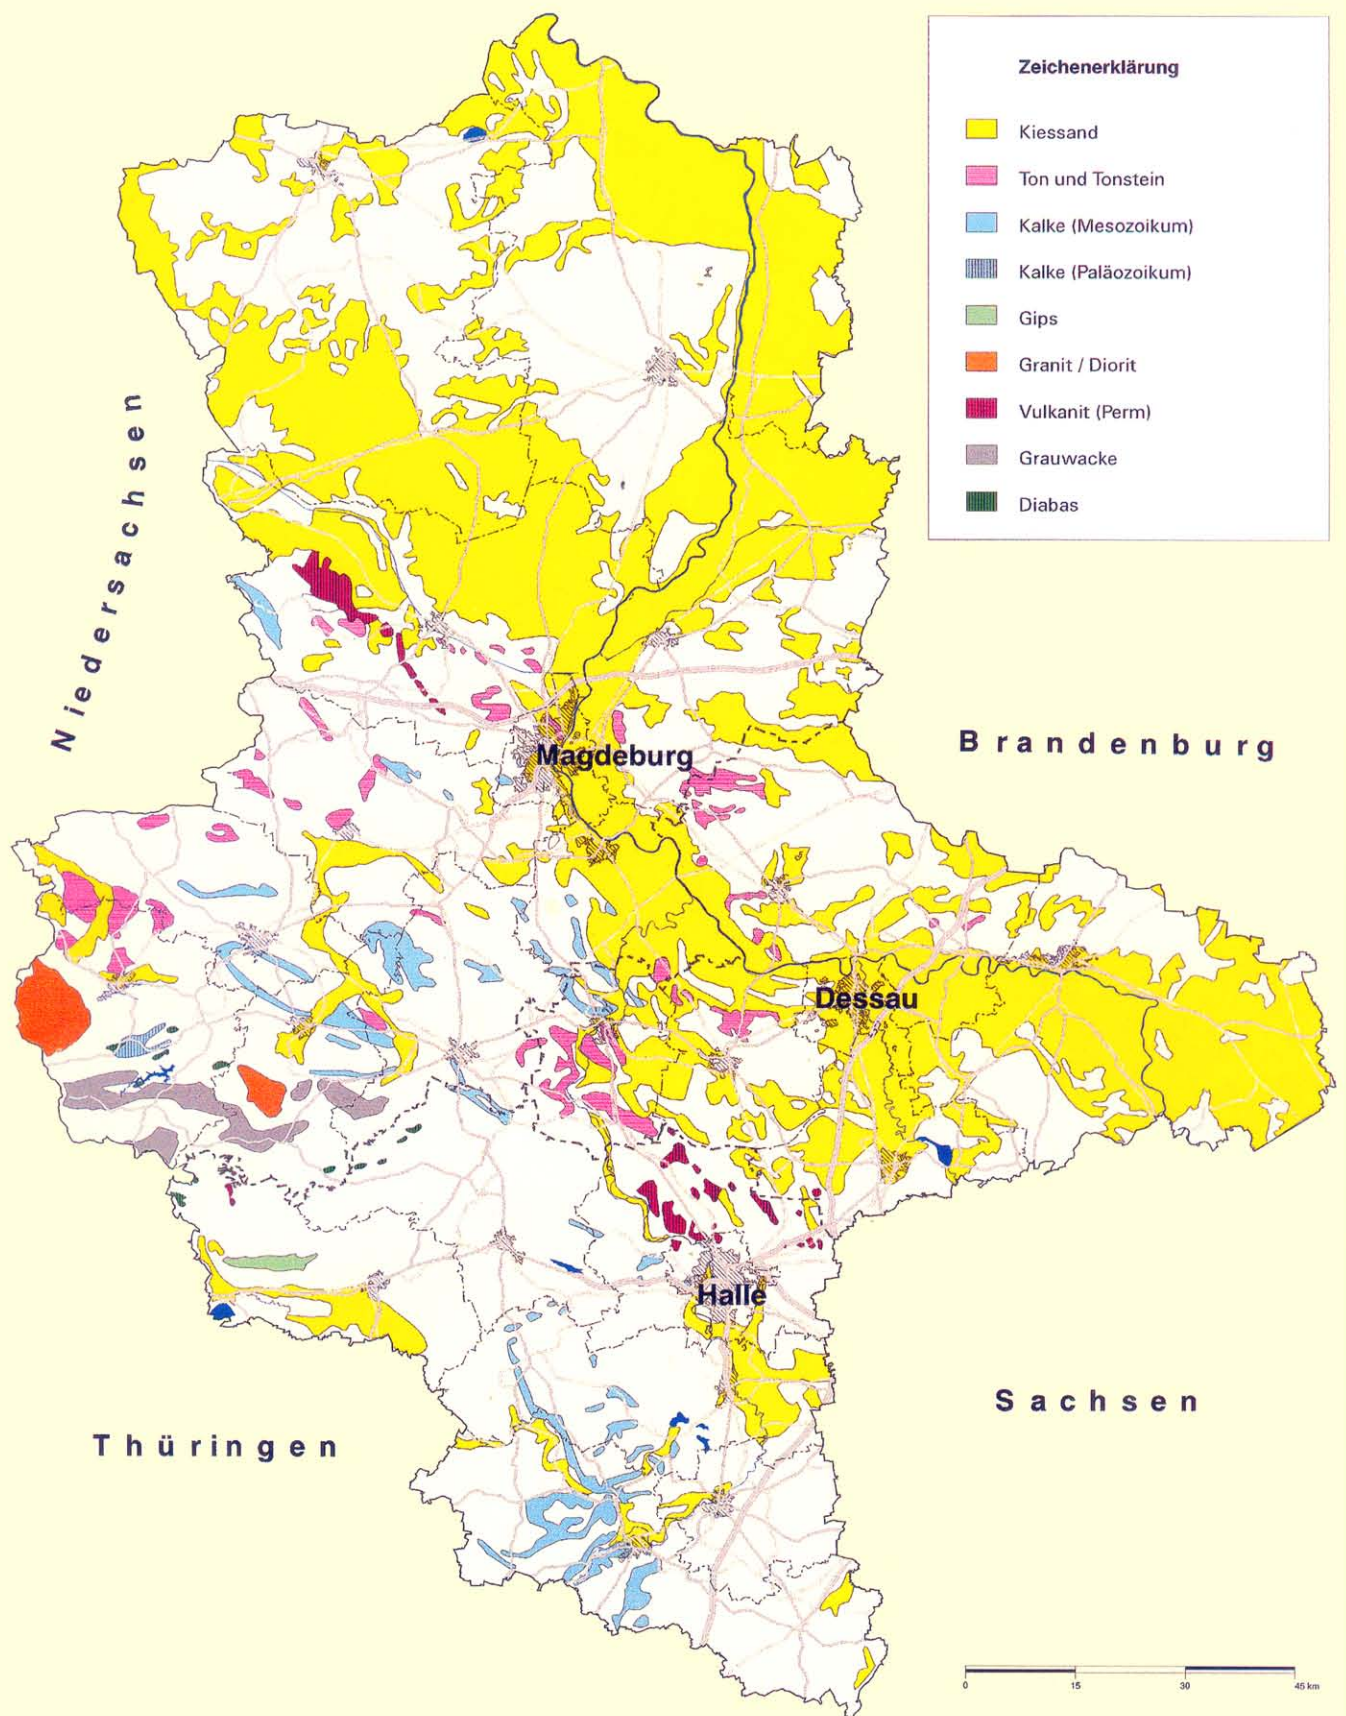 Zeichenerklärung
Kiessand
Ton und Tonstein
Kalke (Mesozoikum)
Kalke (Paläozoikum)
Gips
Granit / Diorit
Vulkanit (Perm)
Grauwacke
Diabas
Niedersachsen
Brandenburg
Magdeburg
Dessau
Halle
Sachsen
Thüringen
0 15 30 45 km